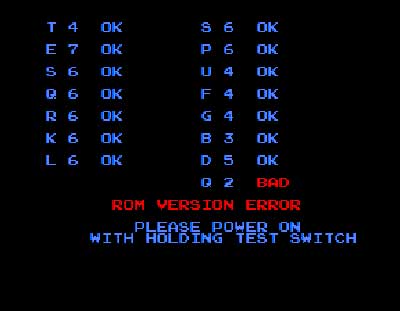 T 4 OK S 6 OK
E 7 OK P 6 OK
S 6 OK U 4 OK
Q 6 OK F 4 OK
R 6 OK G 4 OK
K 6 OK B 3 OK
L 6 OK D 5 OK
Q 2 BAD
ROM VERSION ERROR
PLEASE POWER ON
WITH HOLDING TEST SWITCH